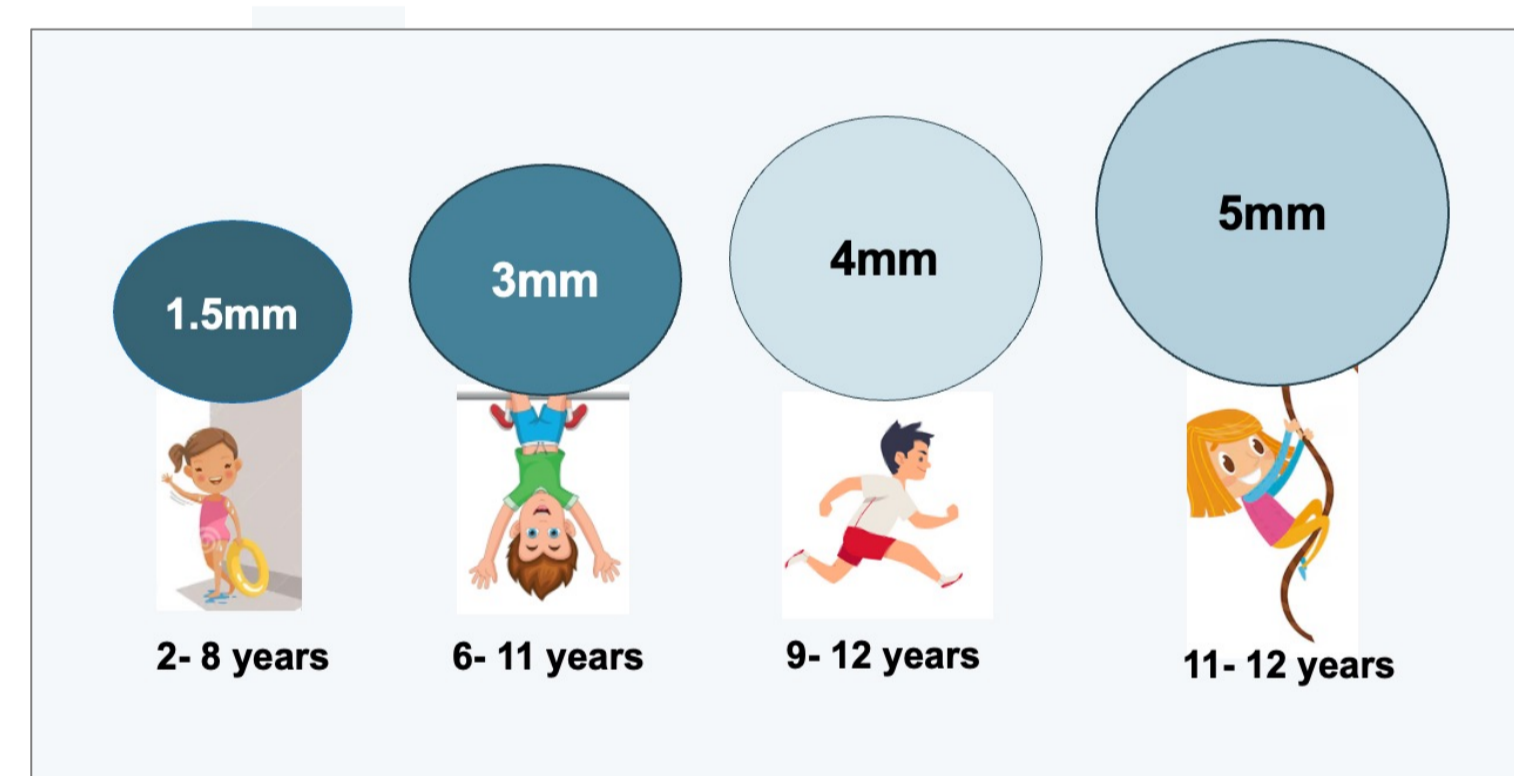 1.5mm
3mm
4mm
5mm
2- 8 years
6- 11 years
9- 12 years
11- 12 years